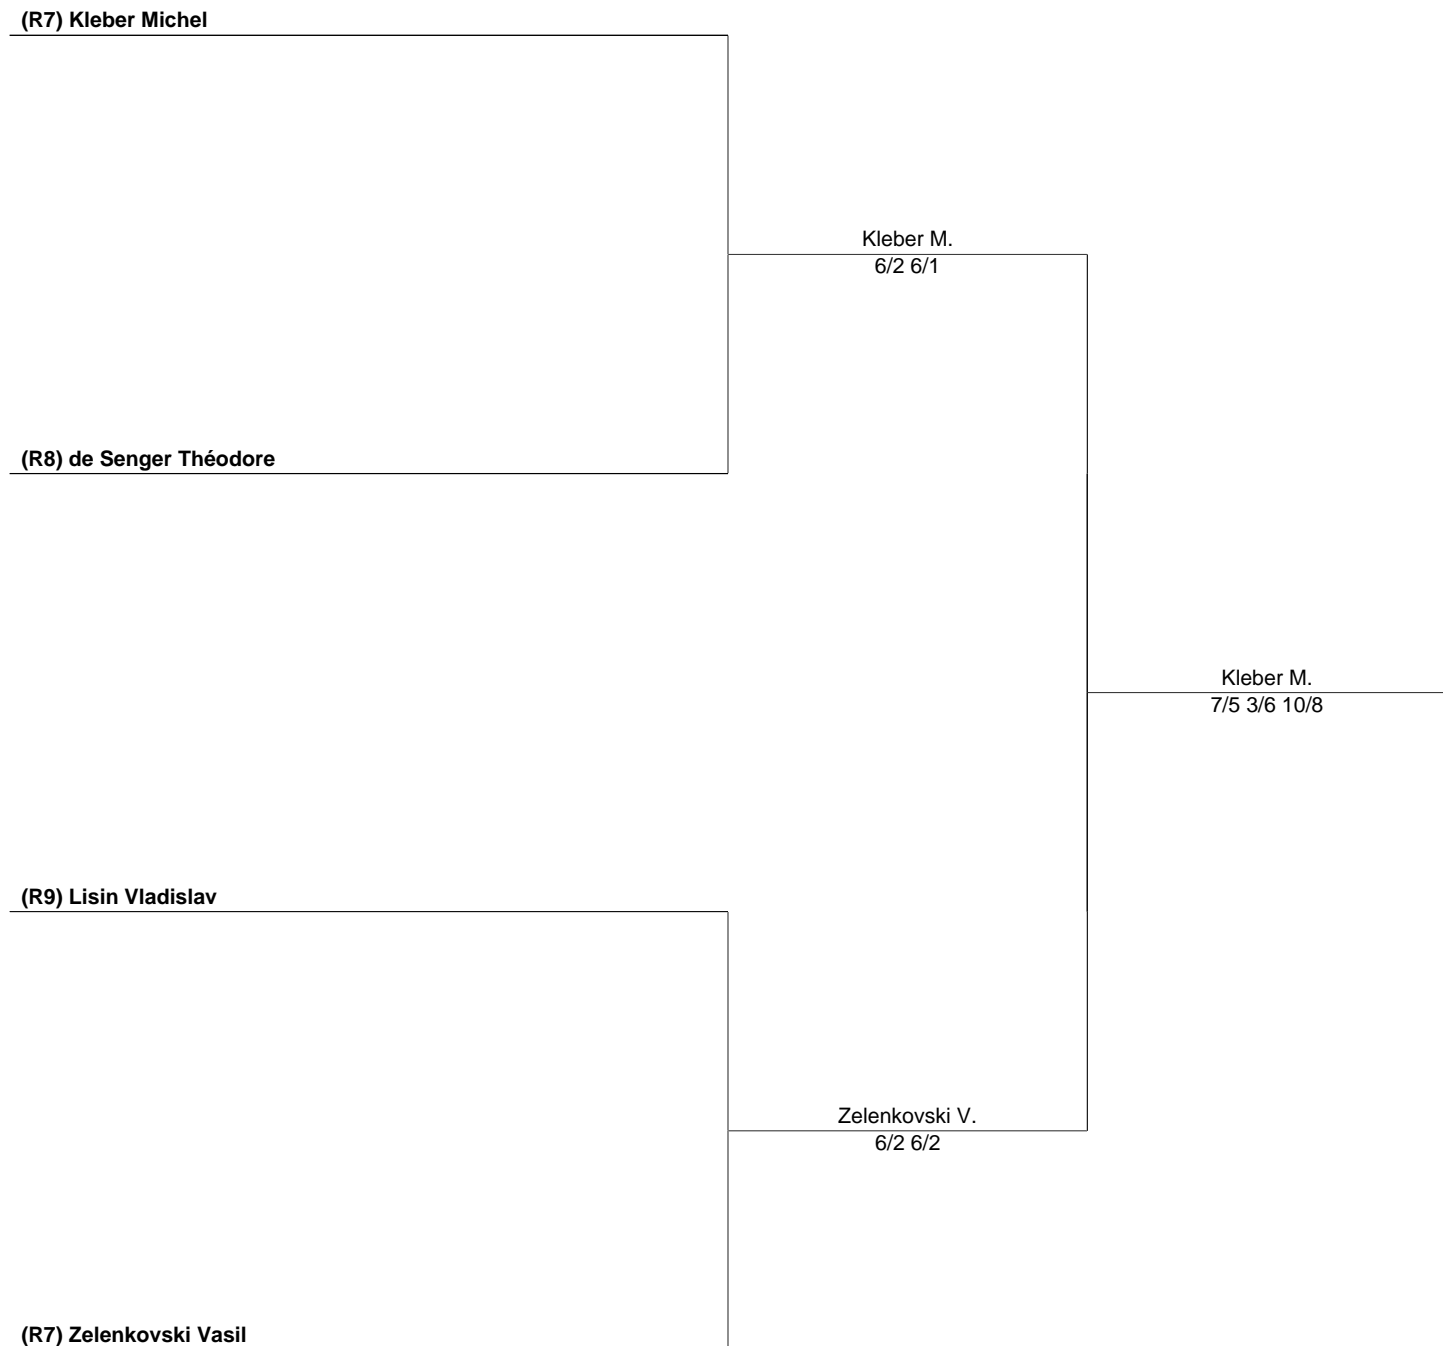 (R7) Kleber Michel
Kleber M.
6/2 6/1
(R8) de Senger Théodore
Kleber M.
7/5 3/6 10/8
(R9) Lisin Vladislav
Zelenkovski V.
6/2 6/2
(R7) Zelenkovski Vasil